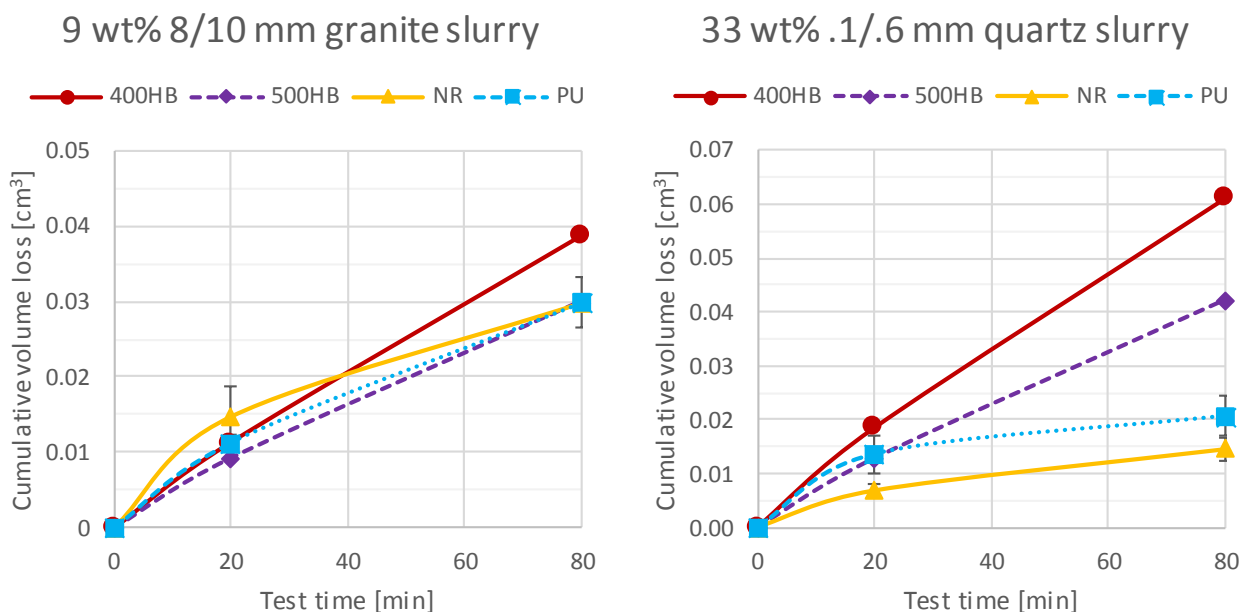 9 wt% 8/10 mm granite slurry
400HB 500HB NR PU
Cumulative volume loss [cm³]
0.05
0.04
0.03
0.02
0.01
0
0 20 40 60 80
Test time [min]
33 wt% .1/.6 mm quartz slurry
400HB 500HB NR PU
Cumulative volume loss [cm³]
0.07
0.06
0.05
0.04
0.03
0.02
0.01
0.00
0 20 40 60 80
Test time [min]